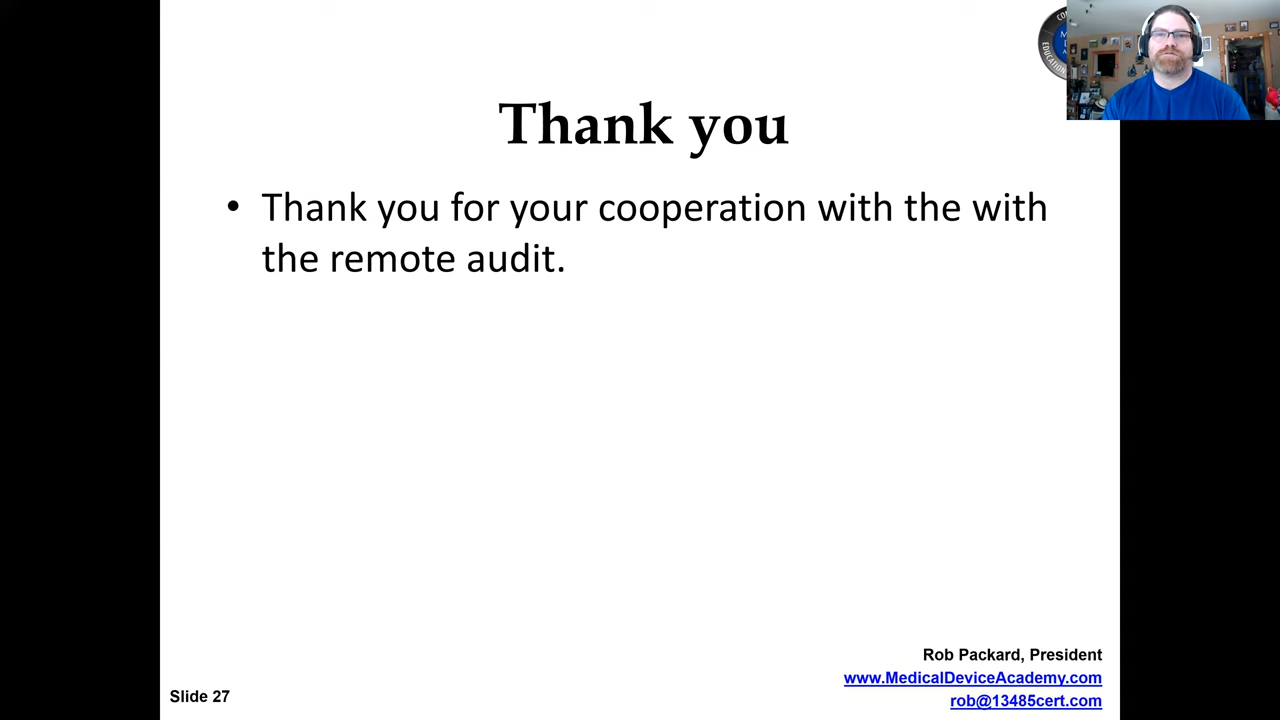 Thank you
• Thank you for your cooperation with the with
the remote audit.
Rob Packard, President
www.MedicalDeviceAcademy.com
rob@13485cert.com
Slide 27